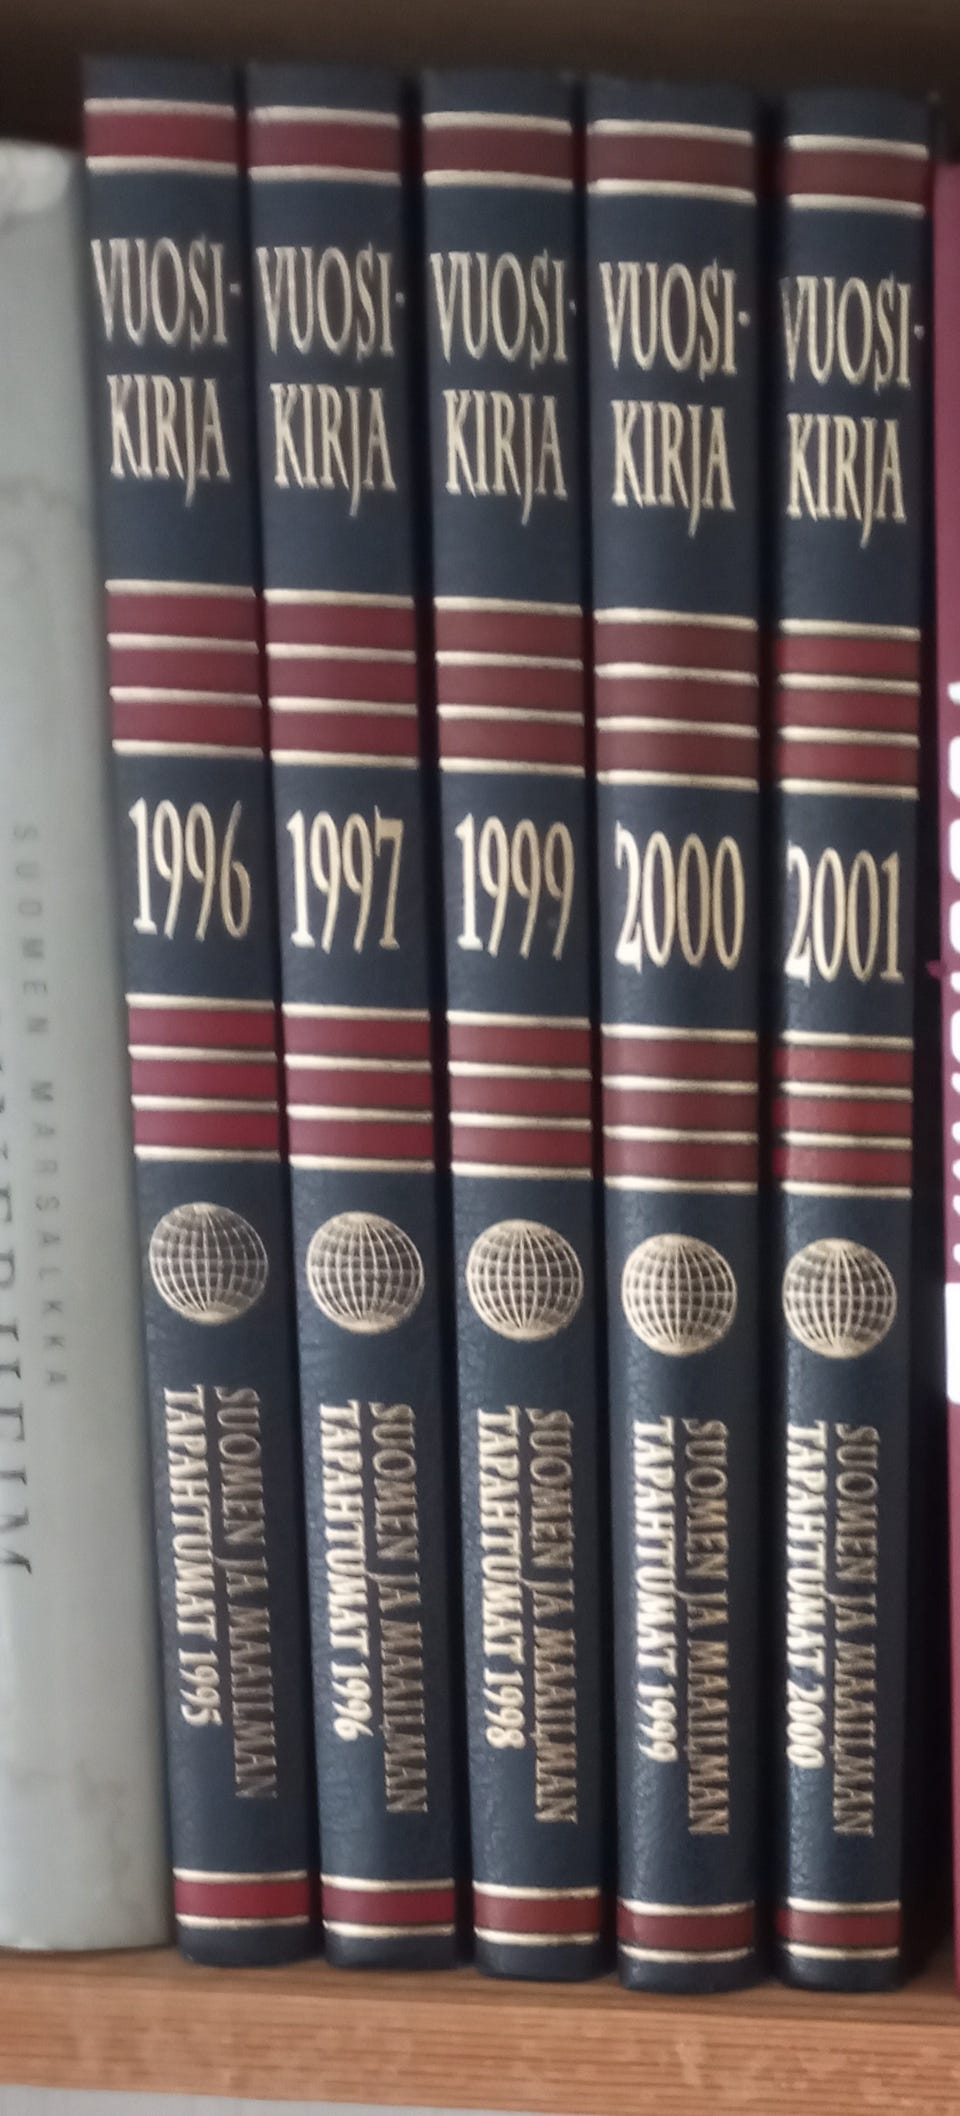 SUOMEN MARSALKKA
VUOSI-
KIRJA
1996
SUOMEN JA MAAILMAN
TAPAHTUMAT 1995
VUOSI-
KIRJA
1997
SUOMEN JA MAAILMAN
TAPAHTUMAT 1996
VUOSI-
KIRJA
1999
SUOMEN JA MAAILMAN
TAPAHTUMAT 1998
VUOSI-
KIRJA
2000
SUOMEN JA MAAILMAN
TAPAHTUMAT 1999
VUOSI-
KIRJA
2001
SUOMEN JA MAAILMAN
TAPAHTUMAT 2000